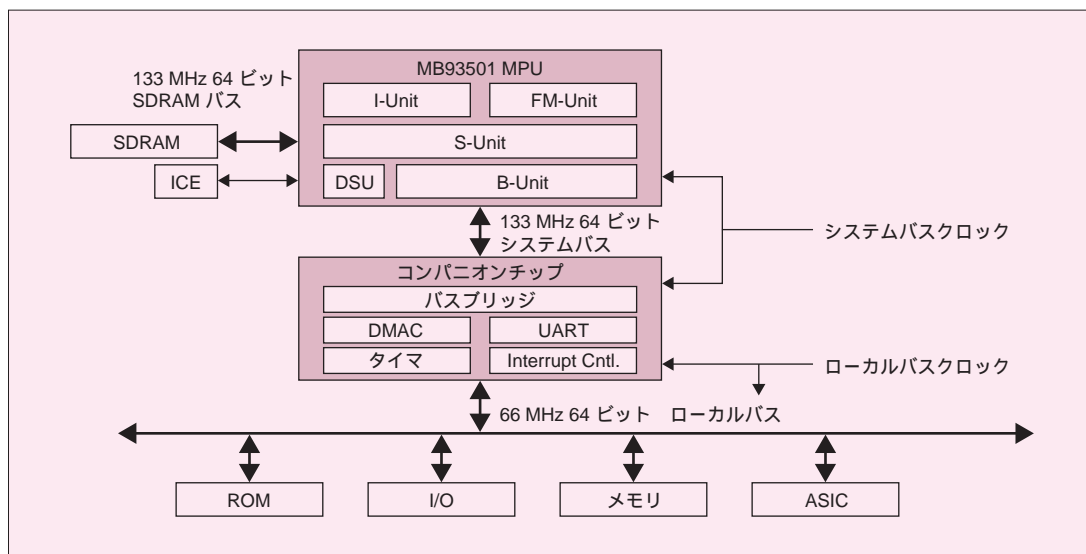 MB93501 MPU
133 MHz 64 ビット
SDRAM バス
I-Unit
FM-Unit
SDRAM
S-Unit
ICE
DSU
B-Unit
133 MHz 64 ビット
システムバス
システムバスクロック
コンパニオンチップ
バスブリッジ
DMAC
UART
タイマ
Interrupt Cntl.
ローカルバスクロック
66 MHz 64 ビット ローカルバス
ROM
I/O
メモリ
ASIC